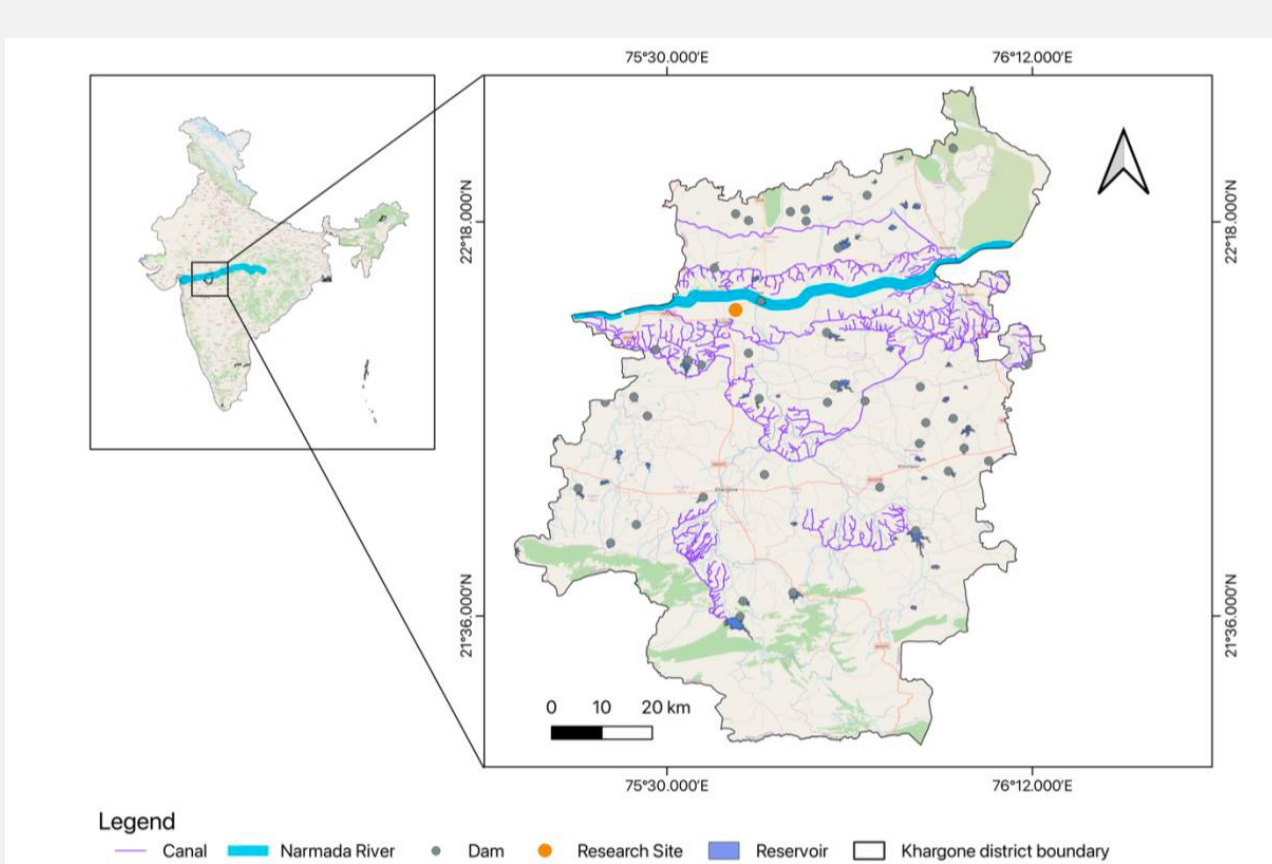 75°30.000'E 76°12.000'E
22°18.000'N 22°18.000'N
Khargone
21°36.000'N 21°36.000'N
0 10 20 km
75°30.000'E 76°12.000'E
Legend
Canal Narmada River Dam Research Site Reservoir Khargone district boundary